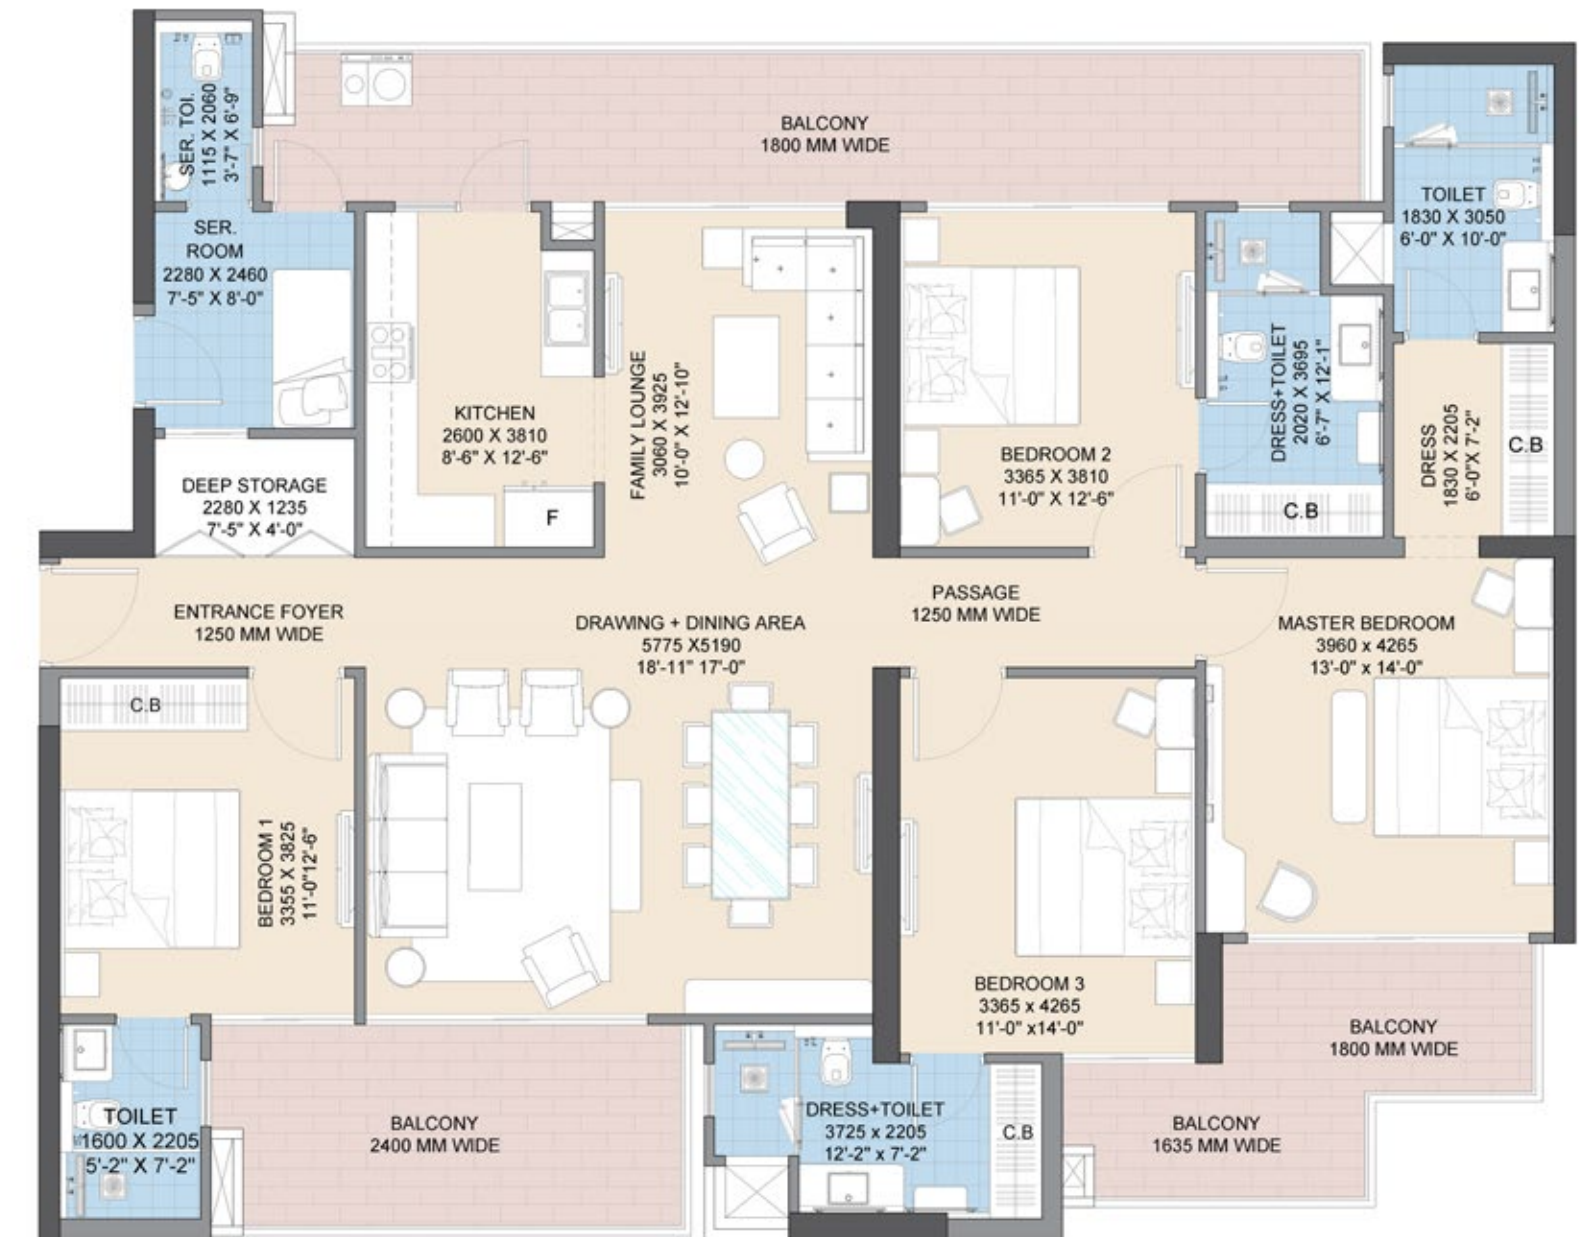 SER. TOI.
1115 X 2060
3'-7" X 6'-9"
BALCONY
1800 MM WIDE
TOILET
1830 X 3050
6'-0" X 10'-0"
SER.
ROOM
2280 X 2460
7'-5" X 8'-0"
KITCHEN
2600 X 3810
8'-6" X 12'-6"
F
FAMILY LOUNGE
3060 X 3925
10'-0" X 12'-10"
BEDROOM 2
3365 X 3810
11'-0" X 12'-6"
DRESS+TOILET
2020 X 3695
6'-7" X 12'-1"
C.B
DRESS
1830 X 2205
6'-0"X 7'-2"
C.B
DEEP STORAGE
2280 X 1235
7'-5" X 4'-0"
ENTRANCE FOYER
1250 MM WIDE
DRAWING + DINING AREA
5775 X5190
18'-11" 17'-0"
PASSAGE
1250 MM WIDE
MASTER BEDROOM
3960 x 4265
13'-0" x 14'-0"
C.B
BEDROOM 1
3355 X 3825
11'-0"12'-6"
BEDROOM 3
3365 x 4265
11'-0" x14'-0"
BALCONY
1800 MM WIDE
TOILET
1600 X 2205
5'-2" X 7'-2"
BALCONY
2400 MM WIDE
DRESS+TOILET
3725 x 2205
12'-2" x 7'-2"
C.B
BALCONY
1635 MM WIDE